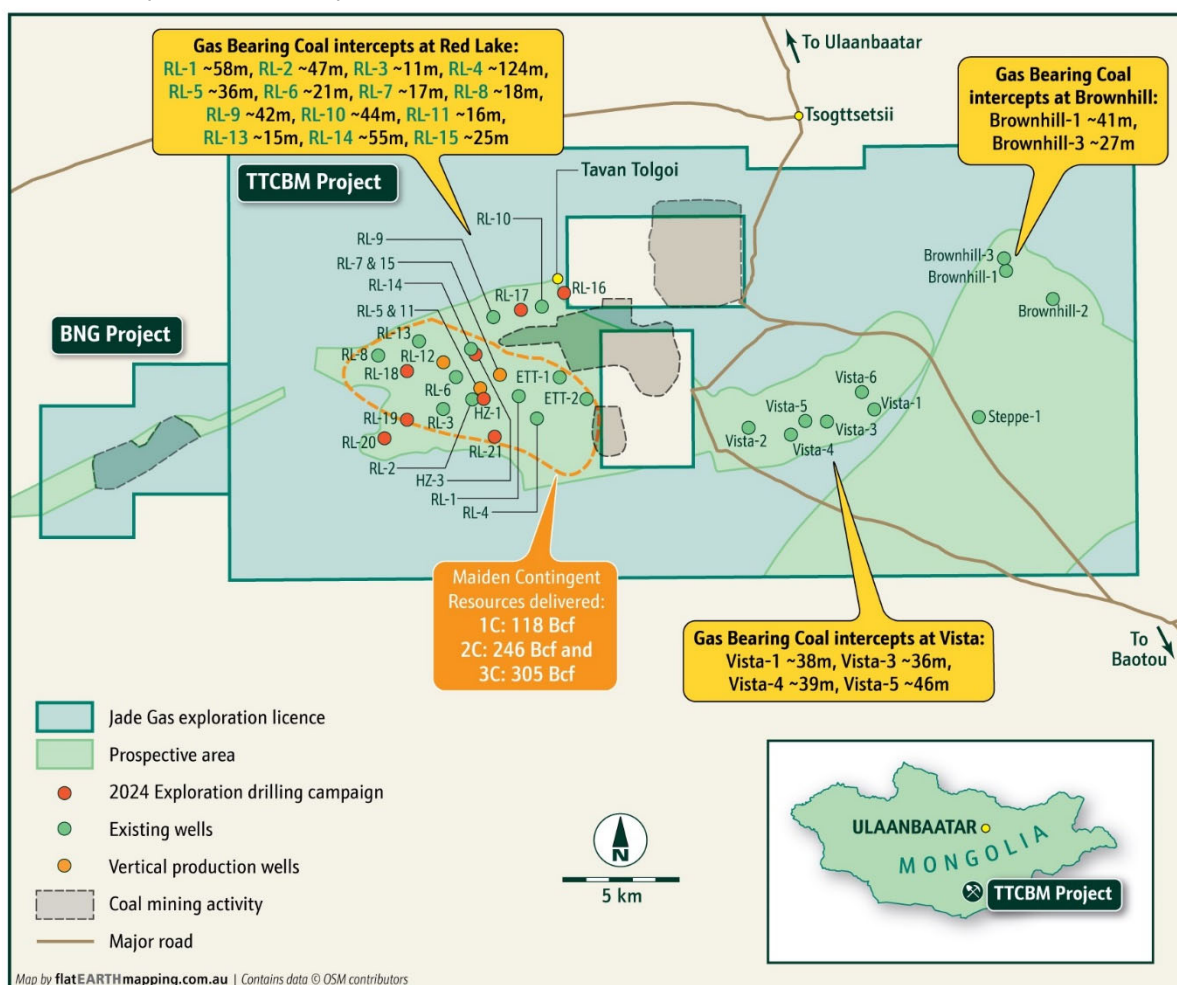 Gas Bearing Coal intercepts at Red Lake:
RL-1 ~58m, RL-2 ~47m, RL-3 ~11m, RL-4 ~124m,
RL-5 ~36m, RL-6 ~21m, RL-7 ~17m, RL-8 ~18m,
RL-9 ~42m, RL-10 ~44m, RL-11 ~16m,
RL-13 ~15m, RL-14 ~55m, RL-15 ~25m
To Ulaanbaatar
Tsogttsetsii
Gas Bearing Coal
intercepts at Brownhill:
Brownhill-1 ~41m,
Brownhill-3 ~27m
TTCBM Project
Tavan Tolgoi
RL-10
RL-9
RL-7 & 15
RL-14
RL-5 & 11
RL-17
RL-16
RL-13
RL-8
RL-12
RL-18
RL-6
ETT-1
ETT-2
HZ-1
RL-3
RL-19
RL-20
RL-21
RL-2
HZ-3
RL-1
RL-4
BNG Project
Brownhill-3
Brownhill-1
Brownhill-2
Vista-6
Vista-1
Vista-5
Vista-3
Vista-2
Vista-4
Steppe-1
Maiden Contingent
Resources delivered:
1C: 118 Bcf
2C: 246 Bcf and
3C: 305 Bcf
Gas Bearing Coal intercepts at Vista:
Vista-1 ~38m, Vista-3 ~36m,
Vista-4 ~39m, Vista-5 ~46m
To
Baotou
Jade Gas exploration licence
Prospective area
2024 Exploration drilling campaign
Existing wells
Vertical production wells
Coal mining activity
Major road
N
5 km
ULAANBAATAR
MONGOLIA
TTCBM Project
Map by flatEARTHmapping.com.au | Contains data © OSM contributors